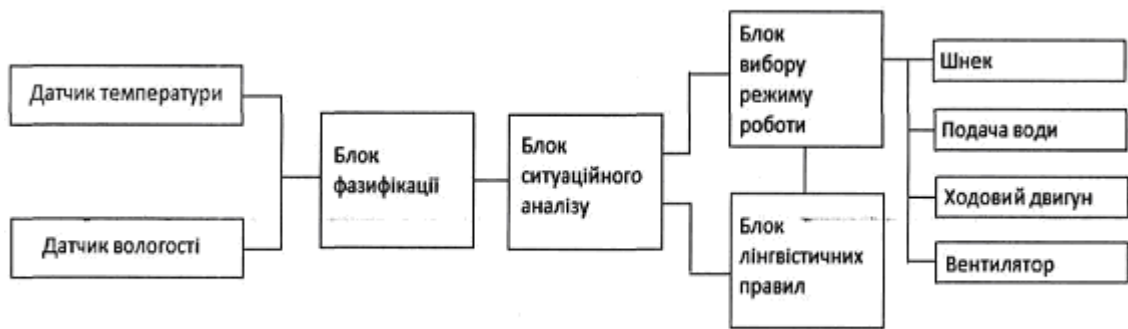 Датчик температури
Датчик вологості
Блок
фазифікації
Блок
ситуаційного
аналізу
Блок
вибору
режиму
роботи
Блок
лінгвістичних
правил
Шнек
Подача води
Ходовий двигун
Вентилятор